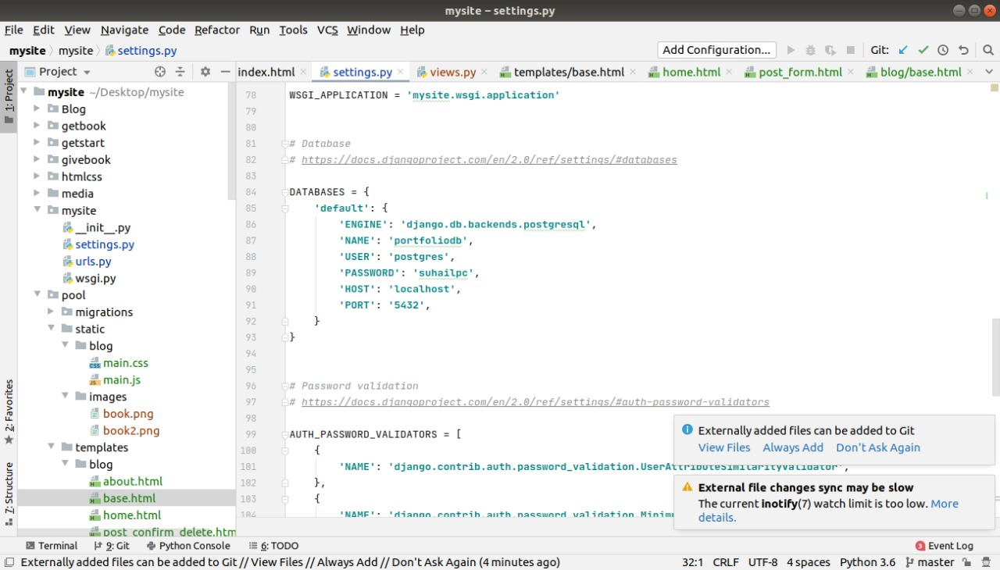 mysite – settings.py
File Edit View Navigate Code Refactor Run Tools VCS Window Help
mysite mysite settings.py Add Configuration... Git:
Project index.html settings.py views.py templates/base.html home.html post_form.html blog/base.html
1: Project
2: Favorites
7: Structure
mysite ~/Desktop/mysite
Blog
getbook
getstart
givebook
htmlcss
media
mysite
__init__.py
settings.py
urls.py
wsgi.py
pool
migrations
static
blog
main.css
main.js
images
book.png
book2.png
templates
blog
about.html
base.html
home.html
post_confirm_delete.htm
78 WSGI_APPLICATION = 'mysite.wsgi.application'
79
80
81 # Database
82 # https://docs.djangoproject.com/en/2.0/ref/settings/#databases
83
84 DATABASES = {
85 'default': {
86 'ENGINE': 'django.db.backends.postgresql',
87 'NAME': 'portfoliodb',
88 'USER': 'postgres',
89 'PASSWORD': 'suhailpc',
90 'HOST': 'localhost',
91 'PORT': '5432',
92 }
93 }
94
95
96 # Password validation
97 # https://docs.djangoproject.com/en/2.0/ref/settings/#auth-password-validators
98
99 AUTH_PASSWORD_VALIDATORS = [
100 {
101 'NAME': 'django.contrib.auth.password_validation.UserAttributeSimilarityValidator',
102 },
103 {
104 'NAME': 'django.contrib.auth.password_validation.Minimu
Externally added files can be added to Git
View Files Always Add Don't Ask Again
External file changes sync may be slow
The current inotify(7) watch limit is too low. More
details.
Terminal 9: Git Python Console 6: TODO 3 Event Log
Externally added files can be added to Git // View Files // Always Add // Don't Ask Again (4 minutes ago) 32:1 CRLF UTF-8 4 spaces Python 3.6 master